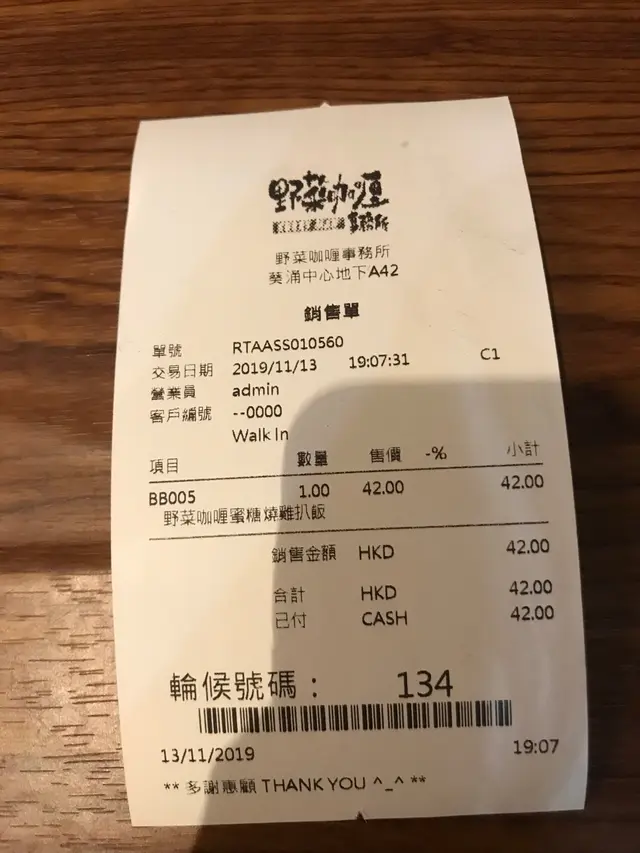 野菜咖喱
事務所
野菜咖喱事務所
葵涌中心地下A42
銷售單
單號 RTAASS010560
交易日期 2019/11/13 19:07:31 C1
營業員 admin
客戶編號 --0000
Walk In
項目 數量 售價 -% 小計
BB005 1.00 42.00 42.00
野菜咖喱蜜糖燒雞扒飯
銷售金額 HKD 42.00
合計 HKD 42.00
已付 CASH 42.00
輪候號碼： 134
13/11/2019 19:07
** 多謝惠顧 THANK YOU ^_^ **